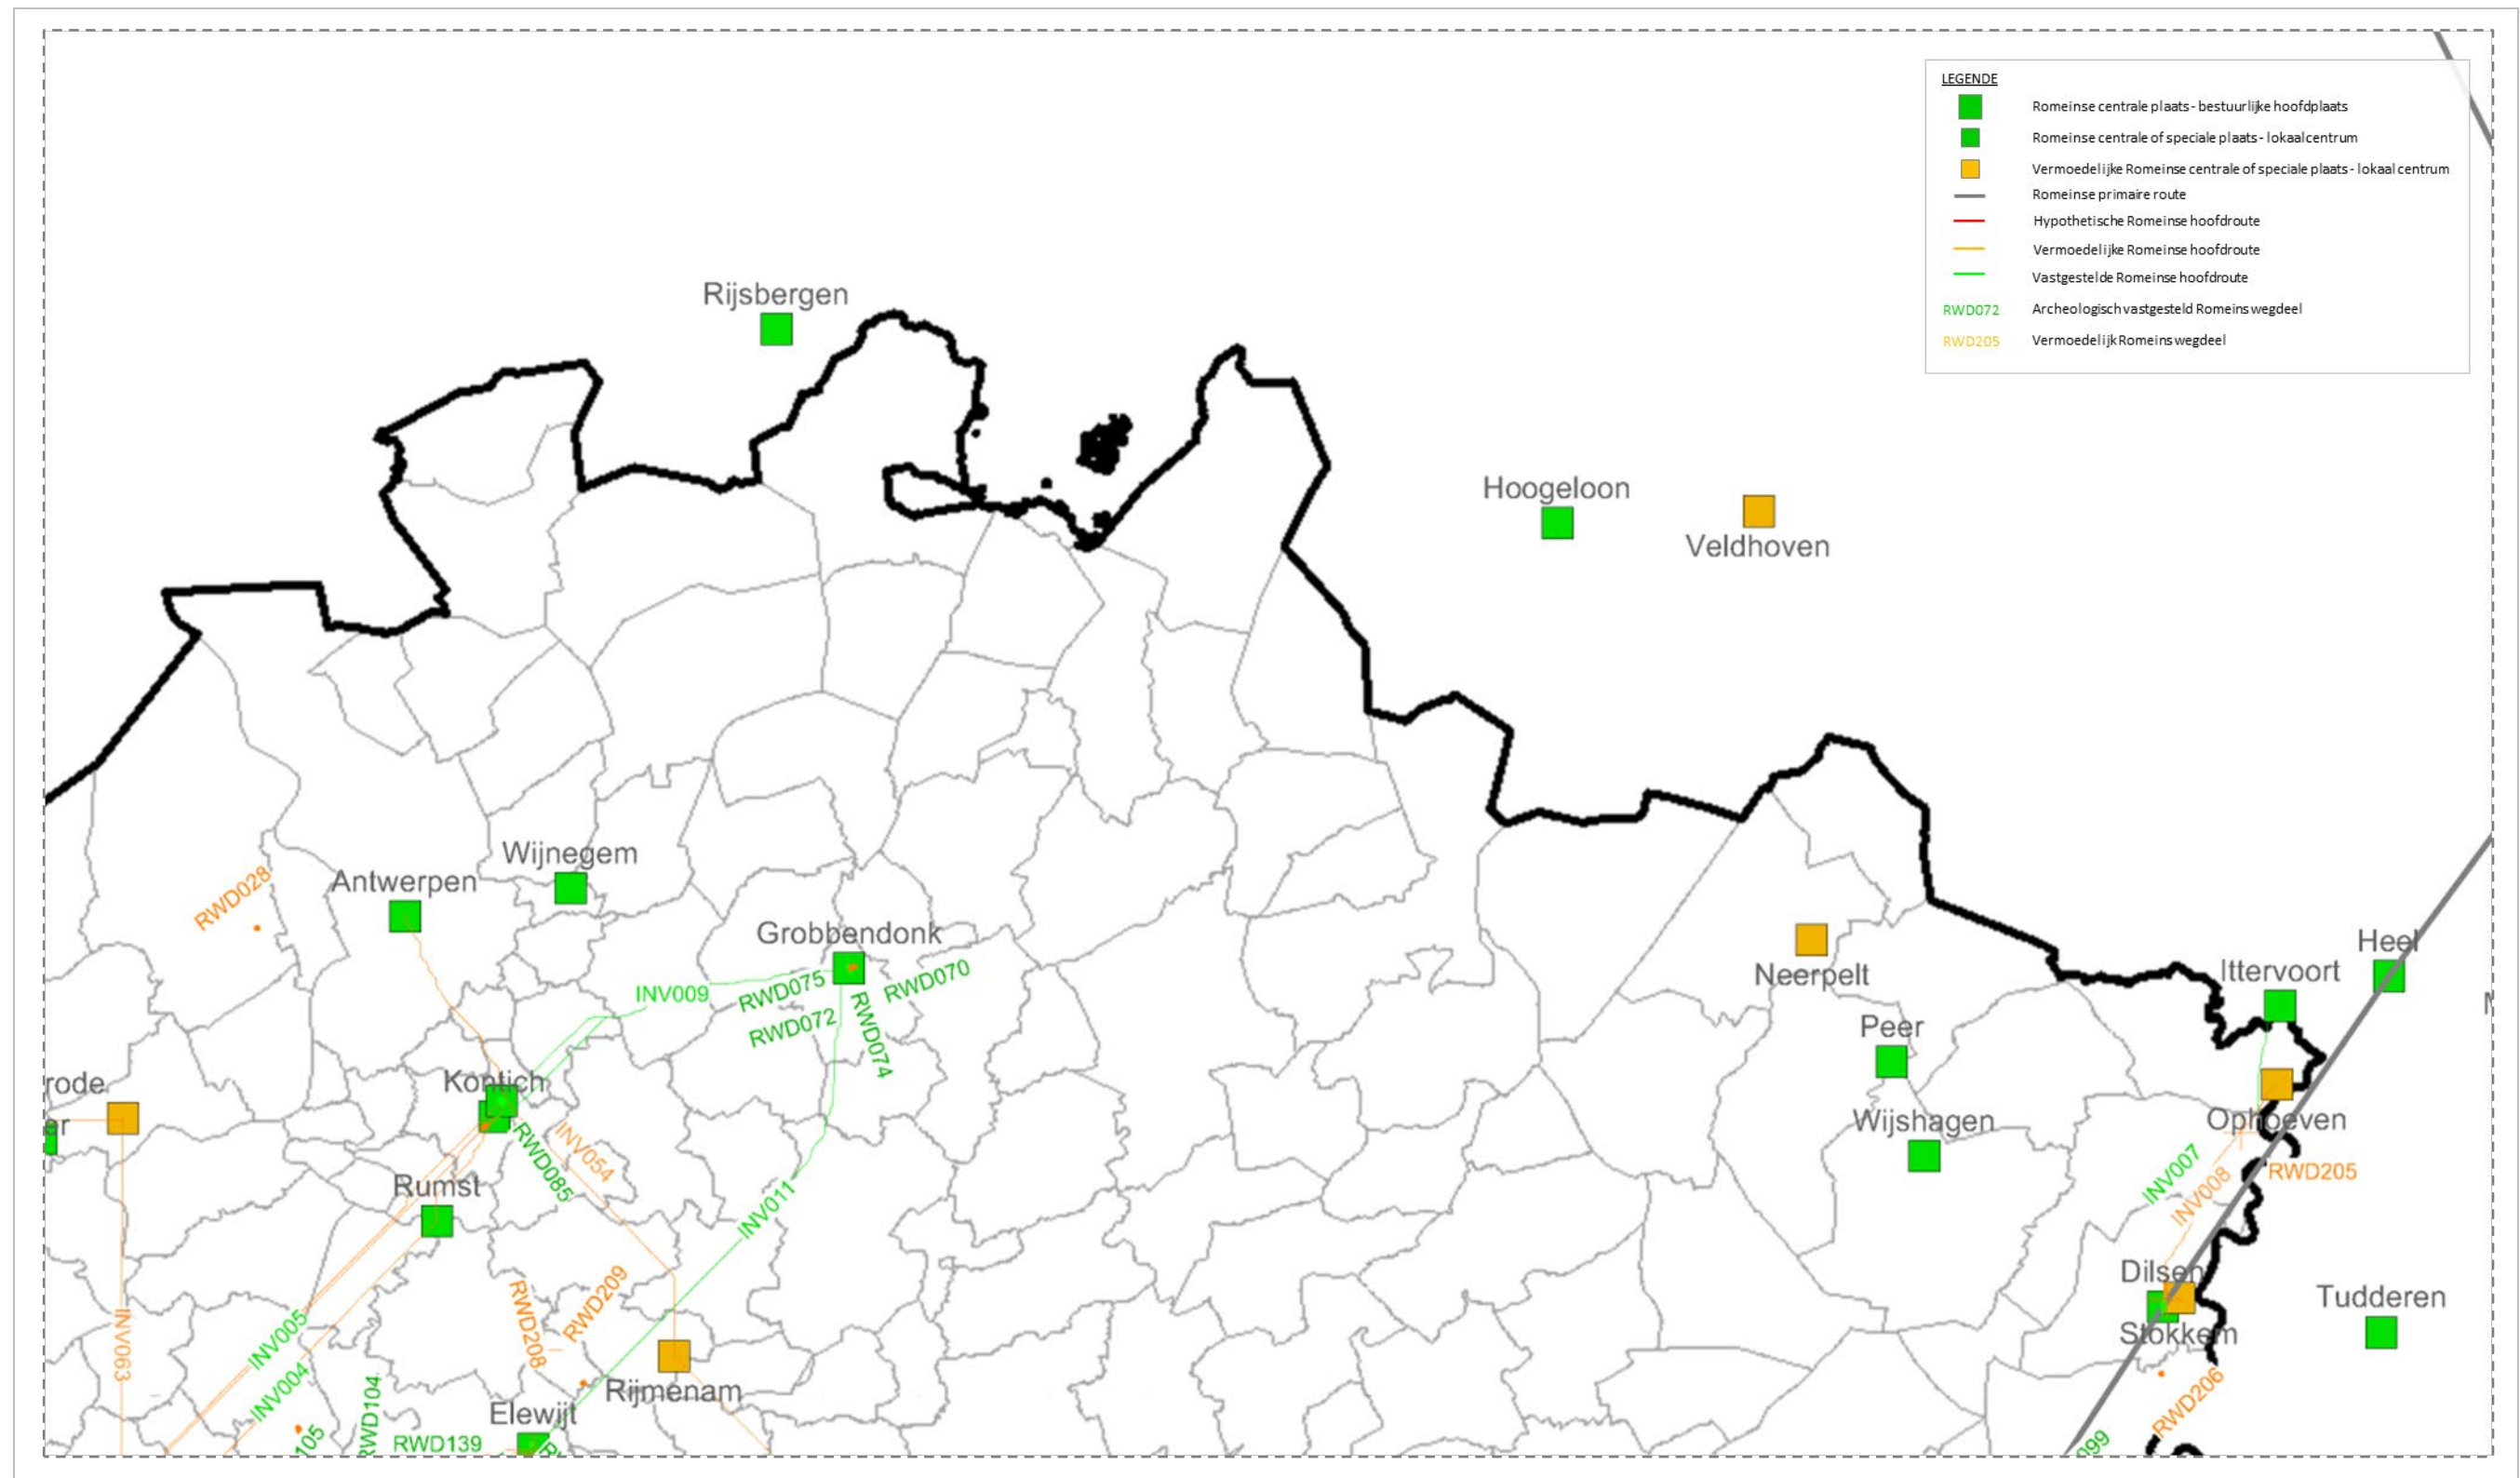 LEGENDE
Romeinse centrale plaats - bestuurlijke hoofdplaats
Romeinse centrale of speciale plaats - lokaal centrum
Vermoedelijke Romeinse centrale of speciale plaats - lokaal centrum
Romeinse primaire route
Hypothetische Romeinse hoofdroute
Vermoedelijke Romeinse hoofdroute
Vastgestelde Romeinse hoofdroute
RWD072 Archeologisch vastgesteld Romeins wegdeel
RWD205 Vermoedelijk Romeins wegdeel
Rijsbergen
Hoogeloon
Veldhoven
Wijnegem
Antwerpen
RWD028
Grobbendonk
Heel
Ittervoort
Neerpelt
INV009
RWD075
RWD070
RWD072
RWD074
Peer
Kontich
rode
er
Wijshagen
Ophoeven
RWD085
INV054
INV007
INV008
RWD205
Rumst
INV011
Dilsen
Stokkem
Tudderen
INV063
INV005
INV004
RWD208
RWD209
Rijmenam
RWD206
RWD104
105
Elewijt
RWD139
099